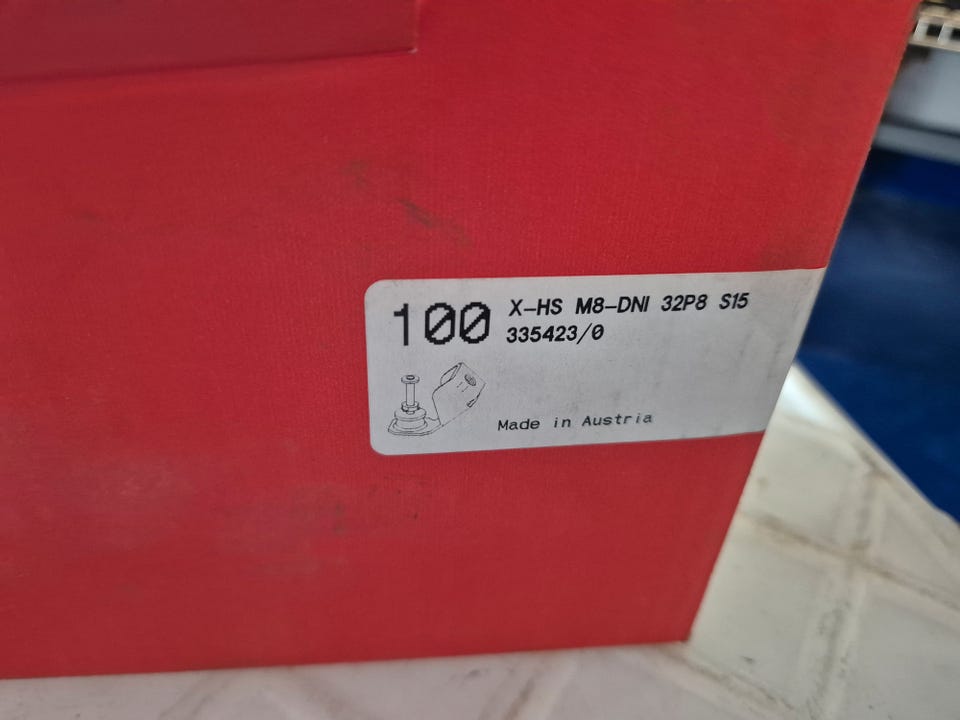 100
X-HS M8-DNI 32P8 S15
335423/0
Made in Austria